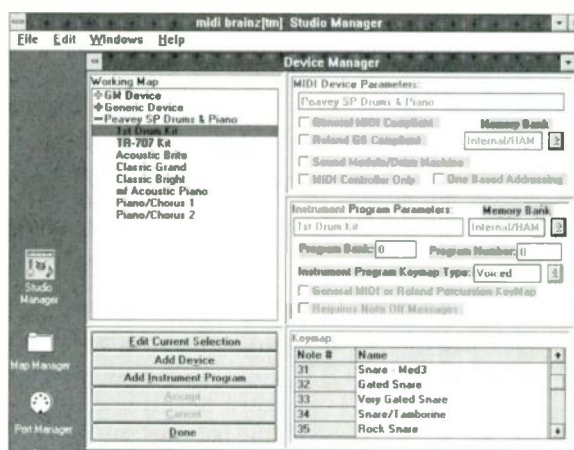 midi brainz[tm] Studio Manager
File Edit Windows Help
Device Manager
Working Map
GM Device
Generic Device
Peavey SP Drums & Piano
1st Drum Kit
TR-707 Kit
Acoustic Brite
Classic Grand
Classic Bright
mf Acoustic Piano
Piano/Chorus 1
Piano/Chorus 2
MIDI Device Parameters:
Peavey SP Drums & Piano
General MIDI Compliant
Memory Bank
Roland GS Compliant
Internal/RAM
Sound Module/Drum Machine
MIDI Controller Only
One Based Addressing
Instrument Program Parameters:
Memory Bank
1st Drum Kit
Internal/RAM
Program Bank: 0
Program Number: 0
Instrument Program Keymap Type: Voiced
General MIDI or Roland Percussion KeyMap
Requires Note Off Messages
Studio Manager
Map Manager
Port Manager
Edit Current Selection
Add Device
Add Instrument Program
Accept
Cancel
Done
Keymap:
Note # Name
31 Snare - Med3
32 Gated Snare
33 Very Gated Snare
34 Snare/Tamborine
35 Rock Snare